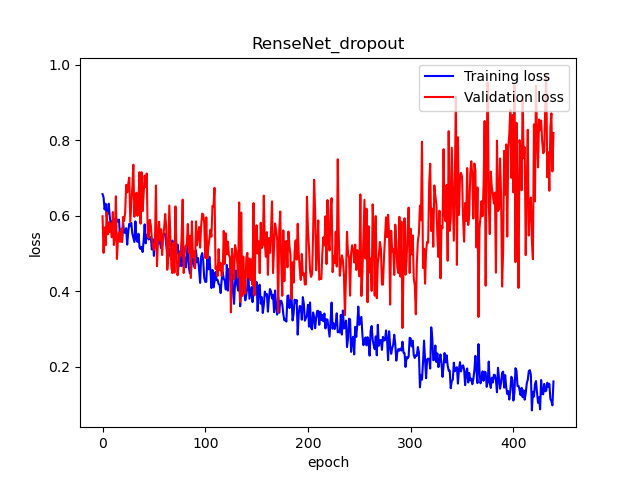 RenseNet_dropout
1.0
0.8
0.6
0.4
0.2
loss
Training loss
Validation loss
0 100 200 300 400
epoch